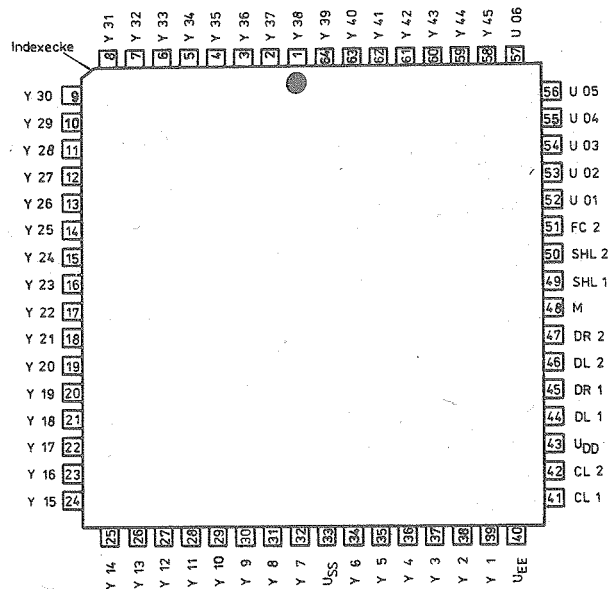 Y 31 Y 32 Y 33 Y 34 Y 35 Y 36 Y 37 Y 38 Y 39 Y 40 Y 41 Y 42 Y 43 Y 44 Y 45 U 06
Indexecke
8 7 6 5 4 3 2 1 64 63 62 61 60 59 58 57
Y 30 9
Y 29 10
Y 28 11
Y 27 12
Y 26 13
Y 25 14
Y 24 15
Y 23 16
Y 22 17
Y 21 18
Y 20 19
Y 19 20
Y 18 21
Y 17 22
Y 16 23
Y 15 24
56 U 05
55 U 04
54 U 03
53 U 02
52 U 01
51 FC 2
50 SHL 2
49 SHL 1
48 M
47 DR 2
46 DL 2
45 DR 1
44 DL 1
43 UDD
42 CL 2
41 CL 1
25 26 27 28 29 30 31 32 33 34 35 36 37 38 39 40
Y 14 Y 13 Y 12 Y 11 Y 10 Y 9 Y 8 Y 7 USS Y 6 Y 5 Y 4 Y 3 Y 2 Y 1 UEE